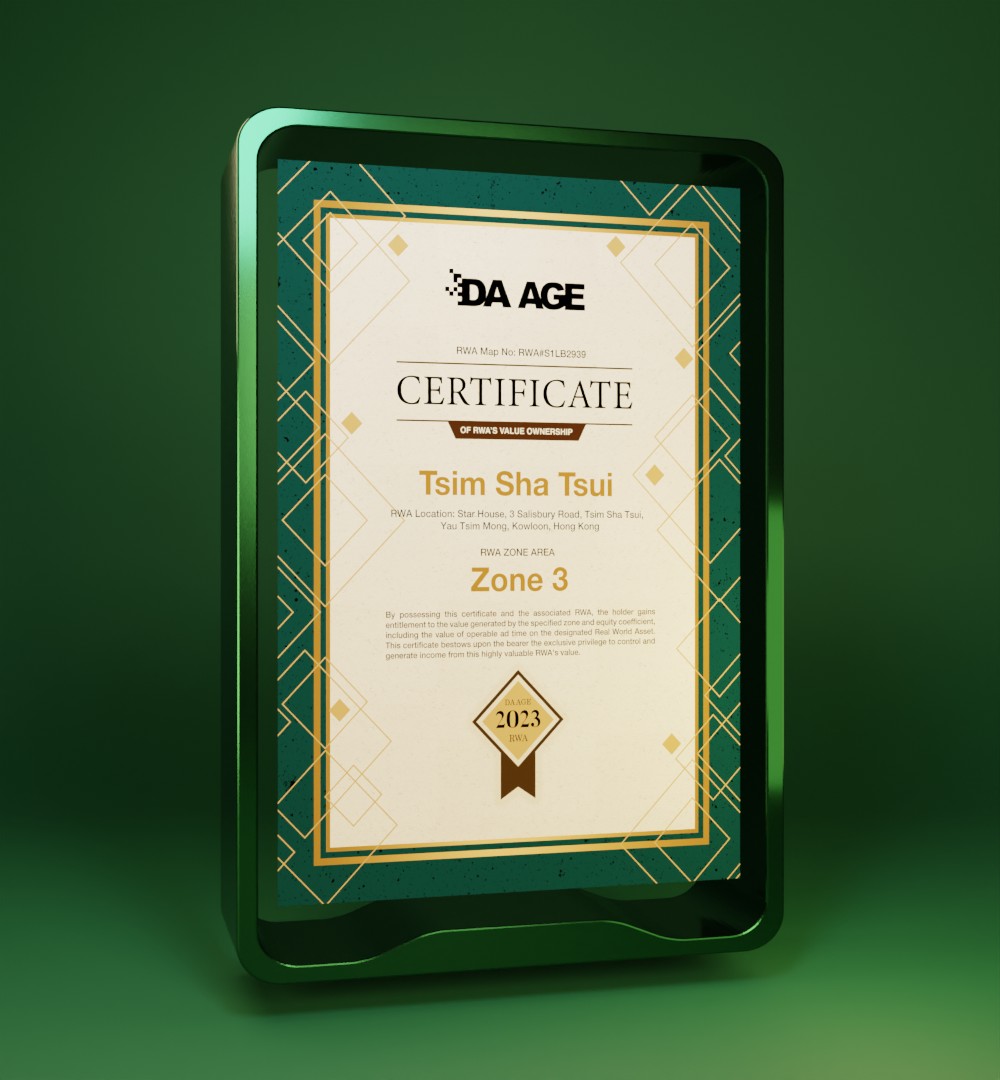 DA AGE
RWA Map No: RWA#S1LB2939
CERTIFICATE
OF RWA'S VALUE OWNERSHIP
Tsim Sha Tsui
RWA Location: Star House, 3 Salisbury Road, Tsim Sha Tsui,
Yau Tsim Mong, Kowloon, Hong Kong
RWA ZONE AREA
Zone 3
By possessing this certificate and the associated RWA, the holder gains
entitlement to the value generated by the specified zone and equity coefficient,
including the value of operable ad time on the designated Real World Asset.
This certificate bestows upon the bearer the exclusive privilege to control and
generate income from this highly valuable RWA's value.
DA AGE
2023
RWA